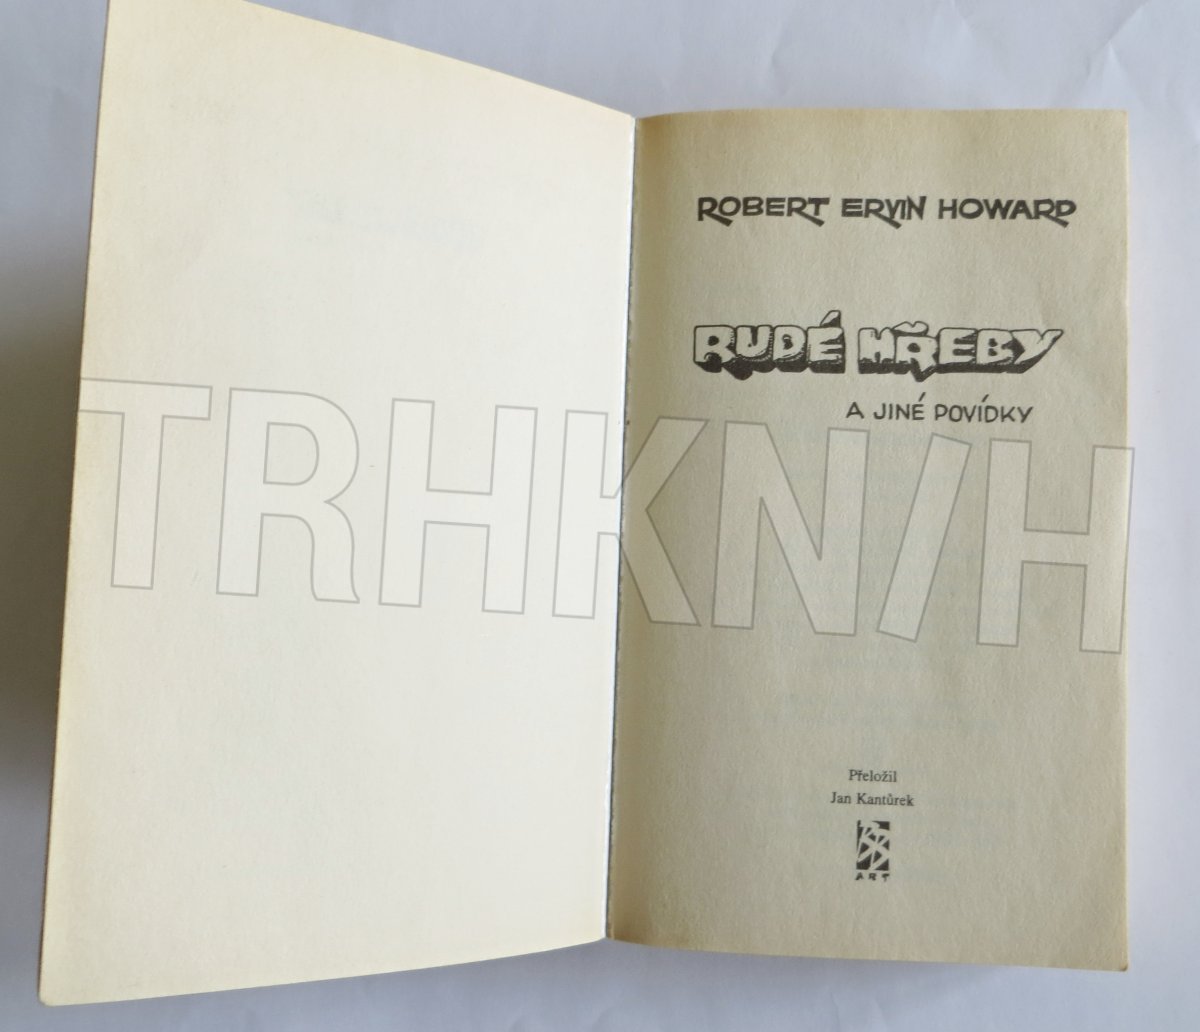 ROBERT ERVIN HOWARD
RUDÉ HŘEBY
A JINÉ POVÍDKY
TRHKNIH
Přeložil
Jan Kantůrek
ART